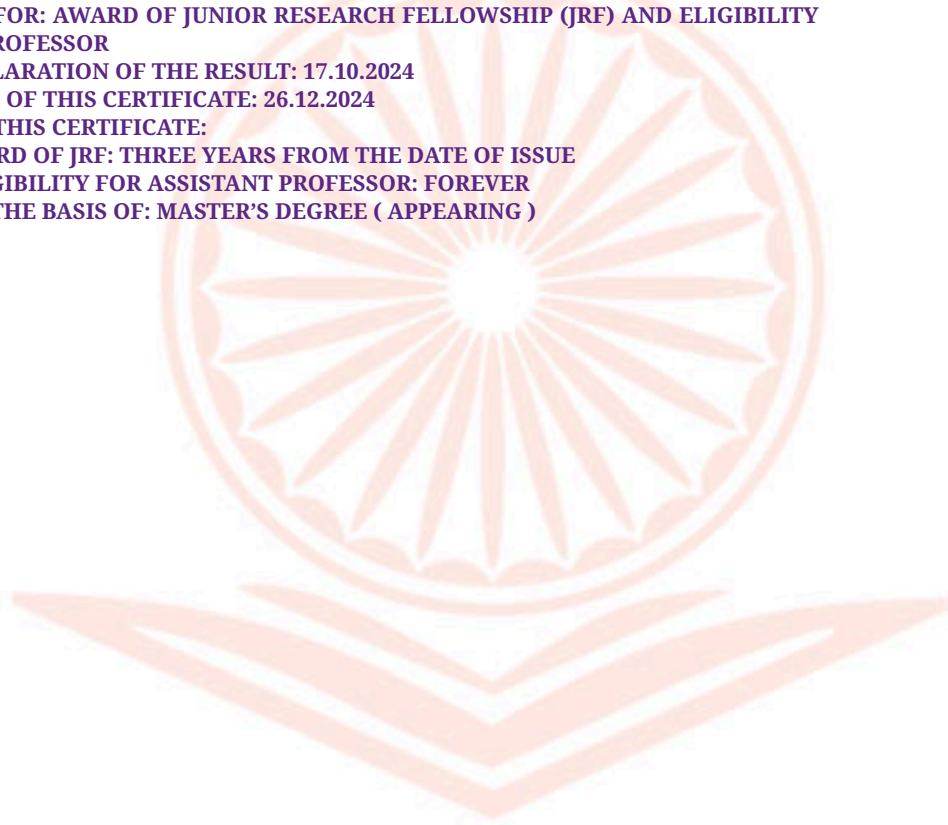 FOR: AWARD OF JUNIOR RESEARCH FELLOWSHIP (JRF) AND ELIGIBILITY
ROFESSOR
LARATION OF THE RESULT: 17.10.2024
OF THIS CERTIFICATE: 26.12.2024
THIS CERTIFICATE:
RD OF JRF: THREE YEARS FROM THE DATE OF ISSUE
GIBILITY FOR ASSISTANT PROFESSOR: FOREVER
THE BASIS OF: MASTER’S DEGREE ( APPEARING )